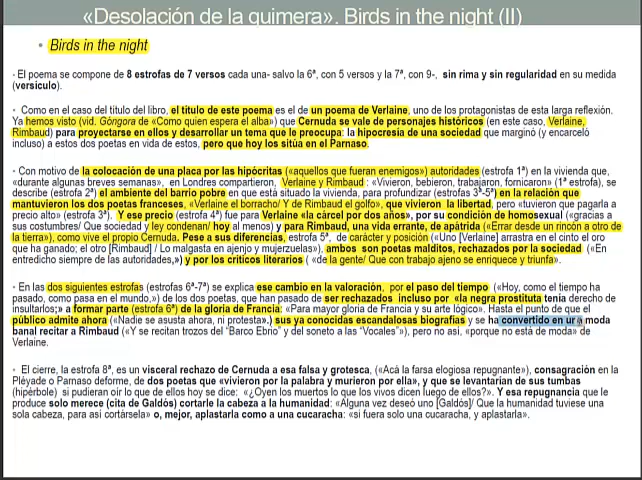 «Desolación de la quimera». Birds in the night (II)
• Birds in the night
· El poema se compone de 8 estrofas de 7 versos cada una- salvo la 6ª, con 5 versos y la 7ª, con 9-, sin rima y sin regularidad en su medida
(versículo).
· Como en el caso del título del libro, el título de este poema es el de un poema de Verlaine, uno de los protagonistas de esta larga reflexión.
Ya hemos visto (vid. Góngora de «Como quien espera el alba») que Cernuda se vale de personajes históricos (en este caso, Verlaine,
Rimbaud) para proyectarse en ellos y desarrollar un tema que le preocupa: la hipocresía de una sociedad que marginó (y encarceló
incluso) a estos dos poetas en vida de estos, pero que hoy los sitúa en el Parnaso.
· Con motivo de la colocación de una placa por las hipócritas («aquellos que fueran enemigos») autoridades (estrofa 1ª) en la vivienda que,
«durante algunas breves semanas», en Londres compartieron, Verlaine y Rimbaud : «Vivieron, bebieron, trabajaron, fornicaron» (1ª estrofa), se
describe (estrofa 2ª) el ambiente del barrio pobre en que está situada la vivienda, para profundizar (estrofas 3ª-5ª) en la relación que
mantuvieron los dos poetas franceses, «Verlaine el borracho/ Y de Rimbaud el golfo», que vivieron la libertad, pero «tuvieron que pagarla a
precio alto» (estrofa 3ª). Y ese precio (estrofa 4ª) fue para Verlaine «la cárcel por dos años», por su condición de homosexual («gracias a
sus costumbres/ Que sociedad y ley condenan/ hoy al menos) y para Rimbaud, una vida errante, de apátrida («Errar desde un rincón a otro de
la tierra»), como vive el propio Cernuda. Pese a sus diferencias, estrofa 5ª, de carácter y posición («Uno [Verlaine] arrastra en el cinto el oro
que ha ganado; el otro [Rimbaud] / Lo malgasta en ajenjo y mujerzuelas»), ambos son poetas malditos, rechazados por la sociedad («En
entredicho siempre de las autoridades,») y por los críticos literarios ( «de la gente/ Que con trabajo ajeno se enriquece y triunfa».
· En las dos siguientes estrofas (estrofas 6ª-7ª) se explica ese cambio en la valoración, por el paso del tiempo («Hoy, como el tiempo ha
pasado, como pasa en el mundo,») de los dos poetas, que han pasado de ser rechazados incluso por «la negra prostituta tenía derecho de
insultarlos;» a formar parte (estrofa 6ª) de la gloria de Francia: «Para mayor gloria de Francia y su arte lógico». Hasta el punto de que el
público admite ahora («Nadie se asusta ahora, ni protesta».) sus ya conocidas escandalosas biografías y se ha convertido en un a moda
banal recitar a Rimbaud («Y se recitan trozos del "Barco Ebrio" y del soneto a las "Vocales"»), pero no así, «porque no está de moda» de
Verlaine.
· El cierre, la estrofa 8ª, es un visceral rechazo de Cernuda a esa falsa y grotesca, («Acá la farsa elogiosa repugnante»), consagración en la
Pléyade o Parnaso deforme, de dos poetas que «vivieron por la palabra y murieron por ella», y que se levantarían de sus tumbas
(hipérbole) si pudieran oír lo que de ellos hoy se dice: «¿Oyen los muertos lo que los vivos dicen luego de ellos?». Y esa repugnancia que le
produce solo merece (cita de Galdós) cortarle la cabeza a la humanidad: «Alguna vez deseó uno [Galdós]/ Que la humanidad tuviese una
sola cabeza, para así cortársela» o, mejor, aplastarla como a una cucaracha: «si fuera solo una cucaracha, y aplastarla».